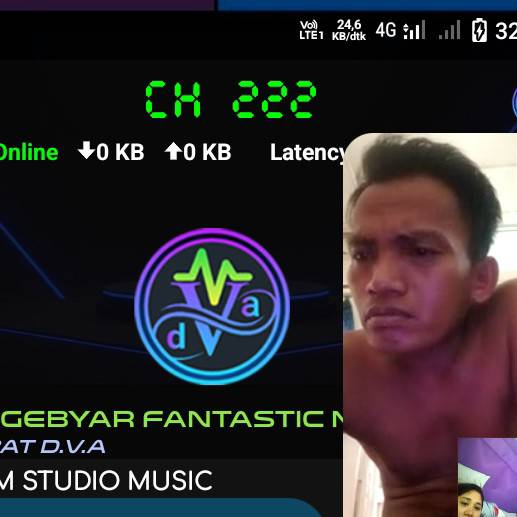 Vo)) 24,6 4G 32
LTE1 KB/dtk
CH 222
Online 0 KB 0 KB Latency
V
d a
GEBYAR FANTASTIC
AT D.V.A
M STUDIO MUSIC